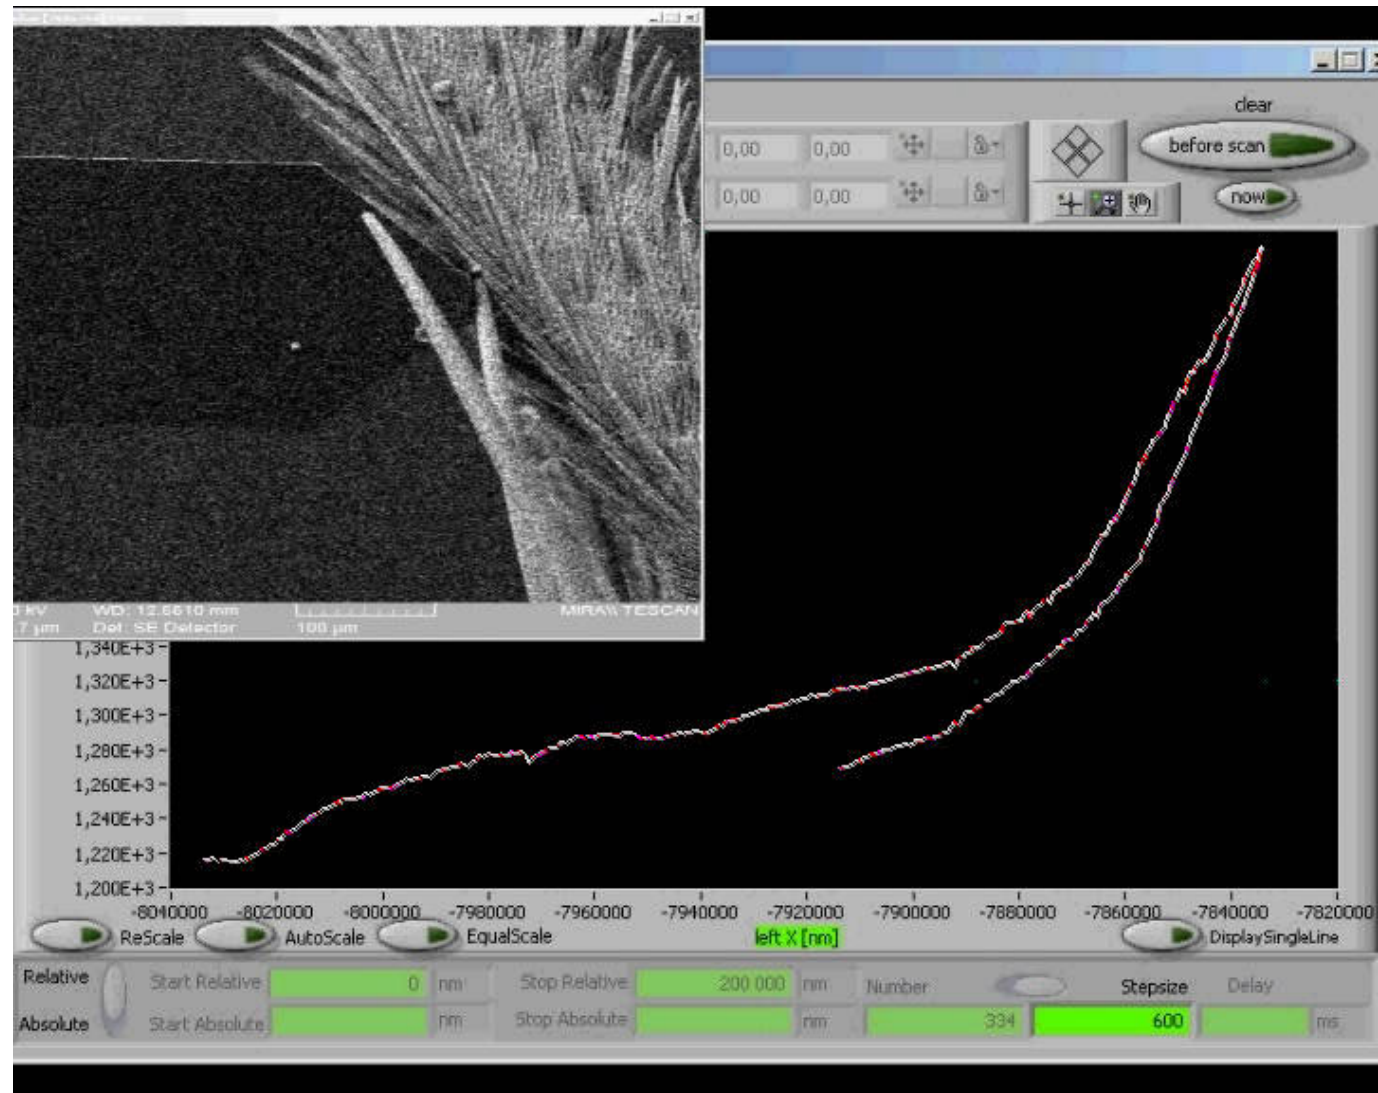 clear
before scan
0,00 0,00
0,00 0,00
now
kV WD: 12.6610 mm MIRA\\ TESCAN
.7 µm Det: SE Detector 100 µm
1,340E+3
1,320E+3
1,300E+3
1,280E+3
1,260E+3
1,240E+3
1,220E+3
1,200E+3
-8040000 -8020000 -8000000 -7980000 -7960000 -7940000 -7920000 -7900000 -7880000 -7860000 -7840000 -7820000
ReScale AutoScale EqualScale left X [nm] DisplaySingleLine
Relative Start Relative 0 nm Stop Relative 200 000 nm Number Stepsize Delay
Absolute Start Absolute nm Stop Absolute nm 334 600 ms